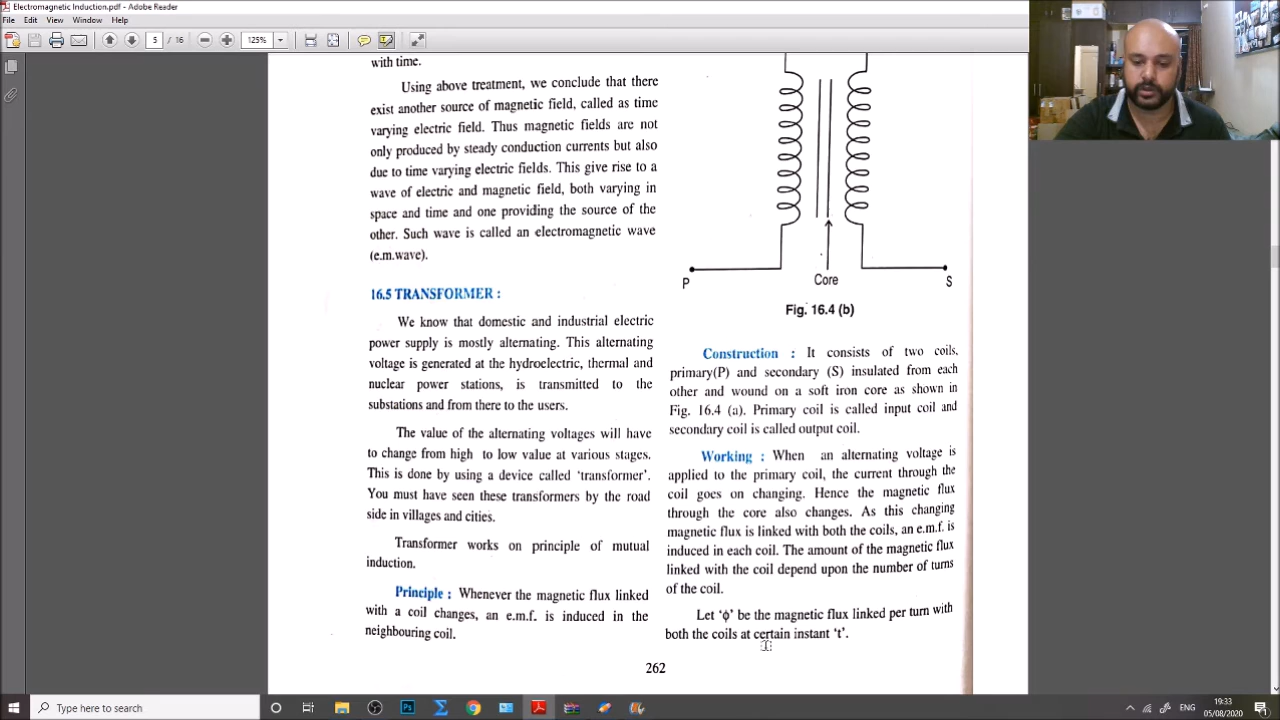 Electromagnetic Induction.pdf - Adobe Reader
File Edit View Window Help
5 / 16 125%
with time.
Using above treatment, we conclude that there
exist another source of magnetic field, called as time
varying electric field. Thus magnetic fields are not
only produced by steady conduction currents but also
due to time varying electric fields. This give rise to a
wave of electric and magnetic field, both varying in
space and time and one providing the source of the
other. Such wave is called an electromagnetic wave
(e.m.wave).
16.5 TRANSFORMER :
We know that domestic and industrial electric
power supply is mostly alternating. This alternating
voltage is generated at the hydroelectric, thermal and
nuclear power stations, is transmitted to the
substations and from there to the users.
The value of the alternating voltages will have
to change from high to low value at various stages.
This is done by using a device called ‘transformer’.
You must have seen these transformers by the road
side in villages and cities.
Transformer works on principle of mutual
induction.
Principle : Whenever the magnetic flux linked
with a coil changes, an e.m.f. is induced in the
neighbouring coil.
P
Core
S
Fig. 16.4 (b)
Construction : It consists of two coils,
primary(P) and secondary (S) insulated from each
other and wound on a soft iron core as shown in
Fig. 16.4 (a). Primary coil is called input coil and
secondary coil is called output coil.
Working : When an alternating voltage is
applied to the primary coil, the current through the
coil goes on changing. Hence the magnetic flux
through the core also changes. As this changing
magnetic flux is linked with both the coils, an e.m.f. is
induced in each coil. The amount of the magnetic flux
linked with the coil depend upon the number of turns
of the coil.
Let ‘ϕ’ be the magnetic flux linked per turn with
both the coils at certain instant ‘t’.
262
Type here to search
ENG
19:33
05/08/2020